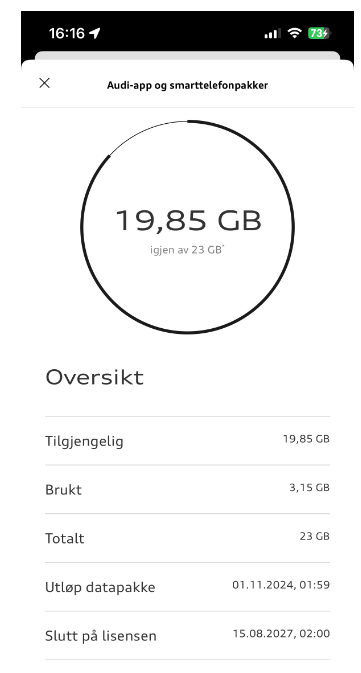 16:16
73
Audi-app og smarttelefonpakker
19,85 GB
igjen av 23 GB*
Oversikt
Tilgjengelig 19,85 GB
Brukt 3,15 GB
Totalt 23 GB
Utløp datapakke 01.11.2024, 01:59
Slutt på lisensen 15.08.2027, 02:00